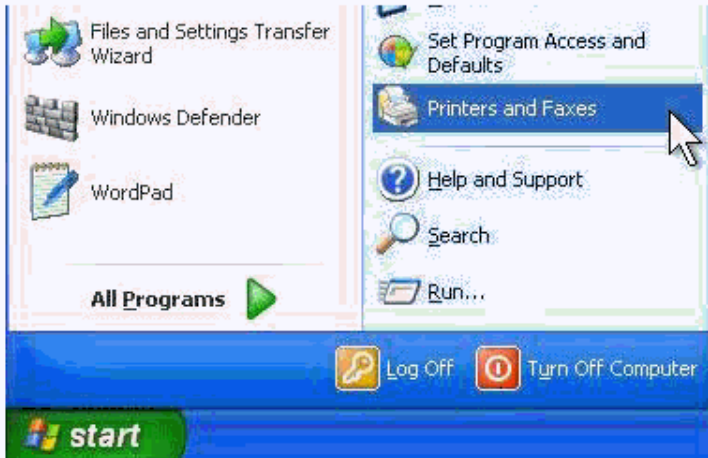 Files and Settings Transfer
Wizard
Windows Defender
WordPad
All Programs
Set Program Access and
Defaults
Printers and Faxes
Help and Support
Search
Run...
Log Off
Turn Off Computer
start